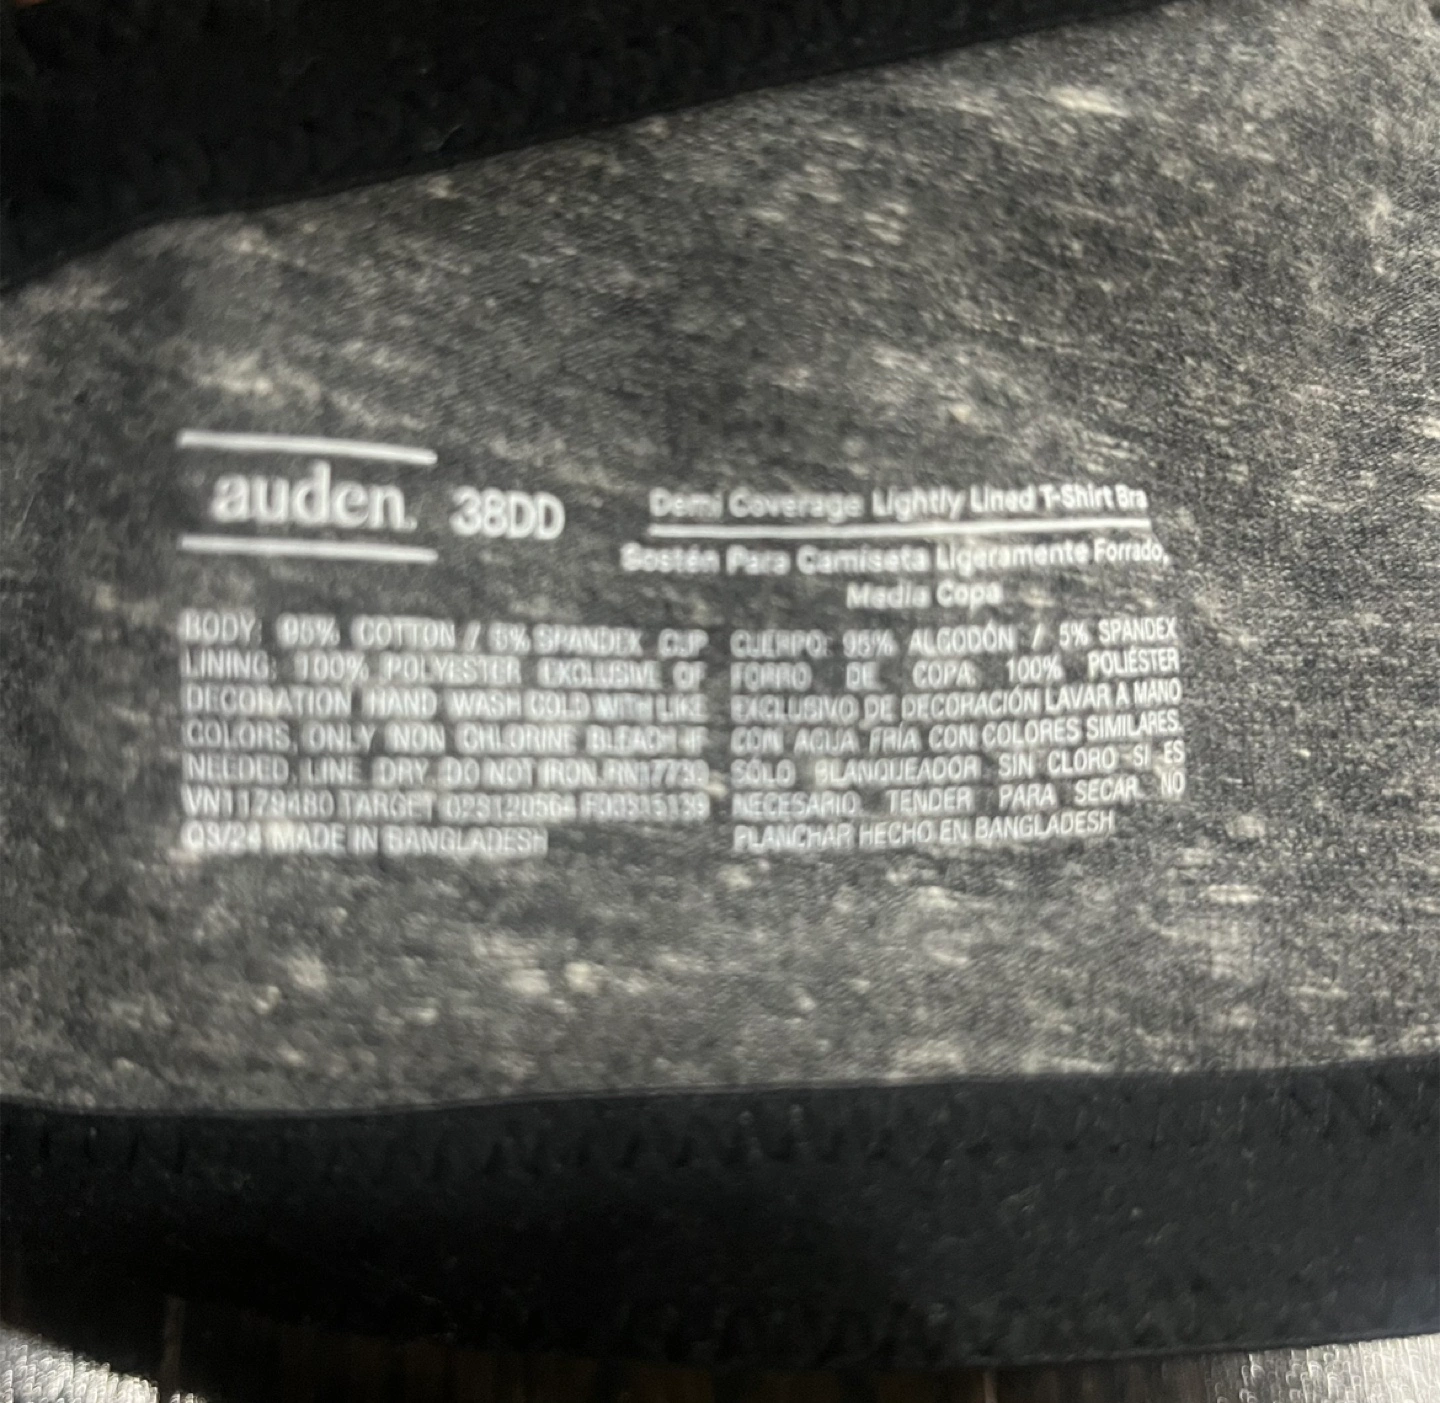 auden. 38DD
Demi Coverage Lightly Lined T-Shirt Bra
Sostén Para Camiseta Ligeramente Forrado,
Media Copa
BODY: 95% COTTON / 5% SPANDEX CUP
LINING: 100% POLYESTER EXCLUSIVE OF
DECORATION HAND WASH COLD WITH LIKE
COLORS, ONLY NON CHLORINE BLEACH IF
NEEDED, LINE DRY, DO NOT IRON.
VN1179480 TARGET
MADE IN BANGLADESH
CUERPO: 95% ALGODÓN / 5% SPANDEX
FORRO DE COPA: 100% POLIÉSTER
EXCLUSIVO DE DECORACIÓN LAVAR A MANO
CON AGUA FRÍA CON COLORES SIMILARES.
SÓLO BLANQUEADOR SIN CLORO SI ES
NECESARIO. TENDER PARA SECAR. NO
PLANCHAR HECHO EN BANGLADESH